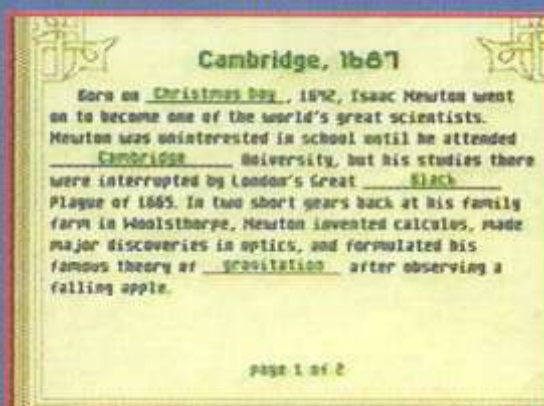 Cambridge, 1687
Born on Christmas Day, 1642, Isaac Newton went
on to become one of the world's great scientists.
Newton was uninterested in school until he attended
Cambridge University, but his studies there
were interrupted by London's Great Black
Plague of 1665. In two short years back at his family
farm in Woolsthorpe, Newton invented calculus, made
major discoveries in optics, and formulated his
famous theory of gravitation after observing a
falling apple.
page 1 of 2